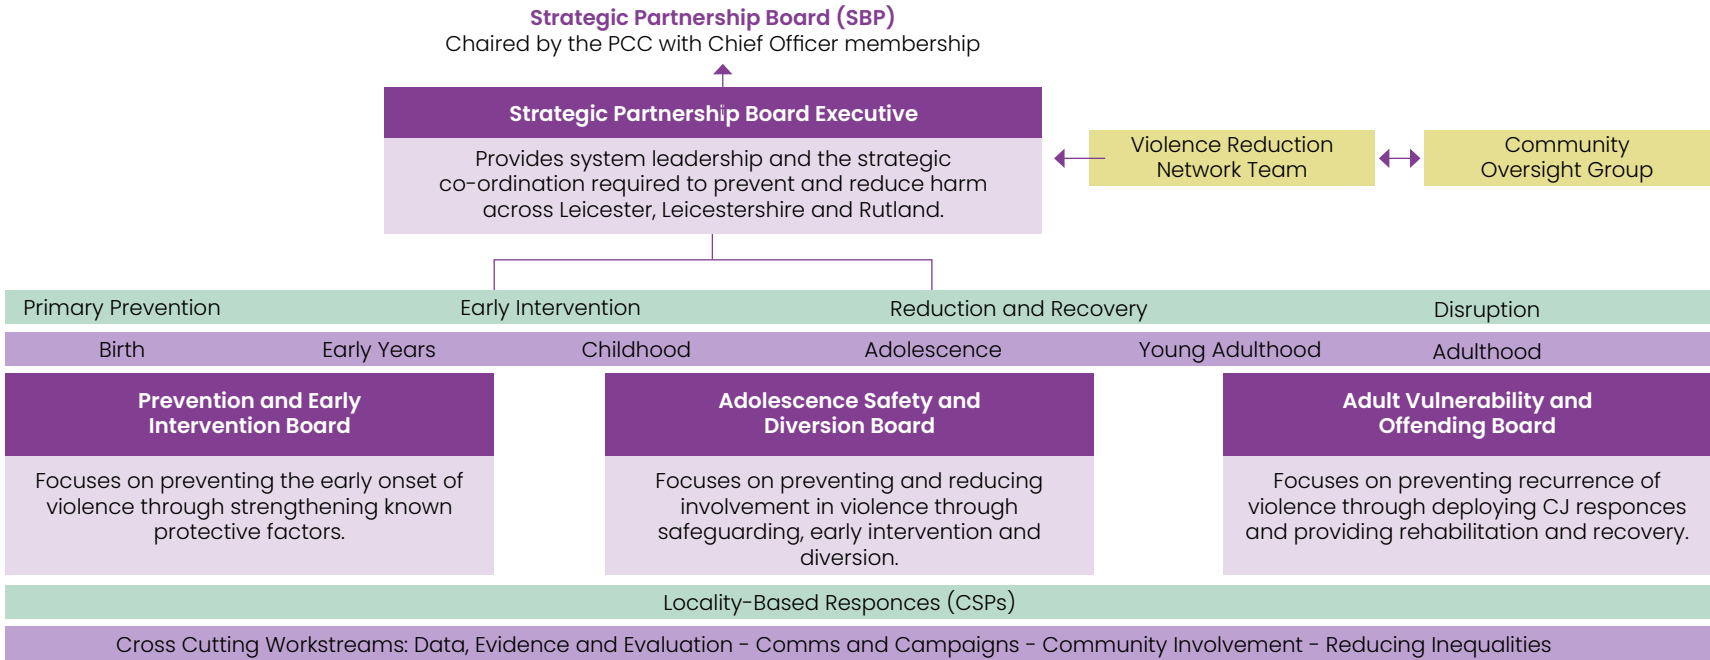 Strategic Partnership Board (SBP)
Chaired by the PCC with Chief Officer membership
Strategic Partnership Board Executive
Provides system leadership and the strategic
co-ordination required to prevent and reduce harm
across Leicester, Leicestershire and Rutland.
Violence Reduction
Network Team
Community
Oversight Group
Primary Prevention
Early Intervention
Reduction and Recovery
Disruption
Birth
Early Years
Childhood
Adolescence
Young Adulthood
Adulthood
Prevention and Early
Intervention Board
Focuses on preventing the early onset of
violence through strengthening known
protective factors.
Adolescence Safety and
Diversion Board
Focuses on preventing and reducing
involvement in violence through
safeguarding, early intervention and
diversion.
Adult Vulnerability and
Offending Board
Focuses on preventing recurrence of
violence through deploying CJ responces
and providing rehabilitation and recovery.
Locality-Based Responces (CSPs)
Cross Cutting Workstreams: Data, Evidence and Evaluation - Comms and Campaigns - Community Involvement - Reducing Inequalities